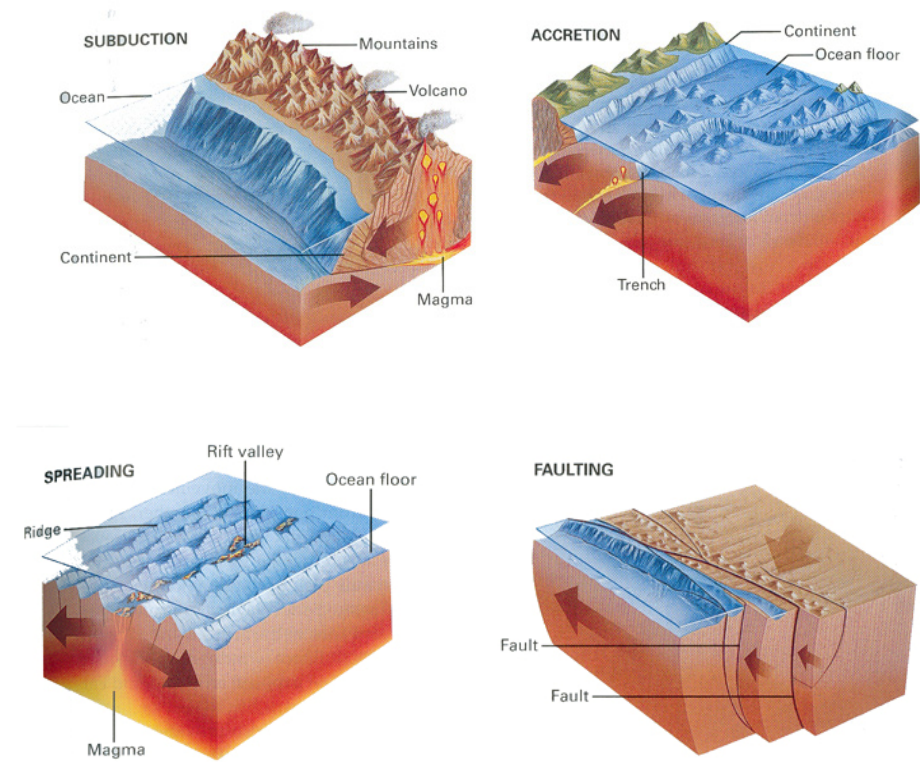 SUBDUCTION
Mountains
Ocean
Volcano
Continent
Magma
ACCRETION
Continent
Ocean floor
Trench
SPREADING
Rift valley
Ocean floor
Ridge
Magma
FAULTING
Fault
Fault